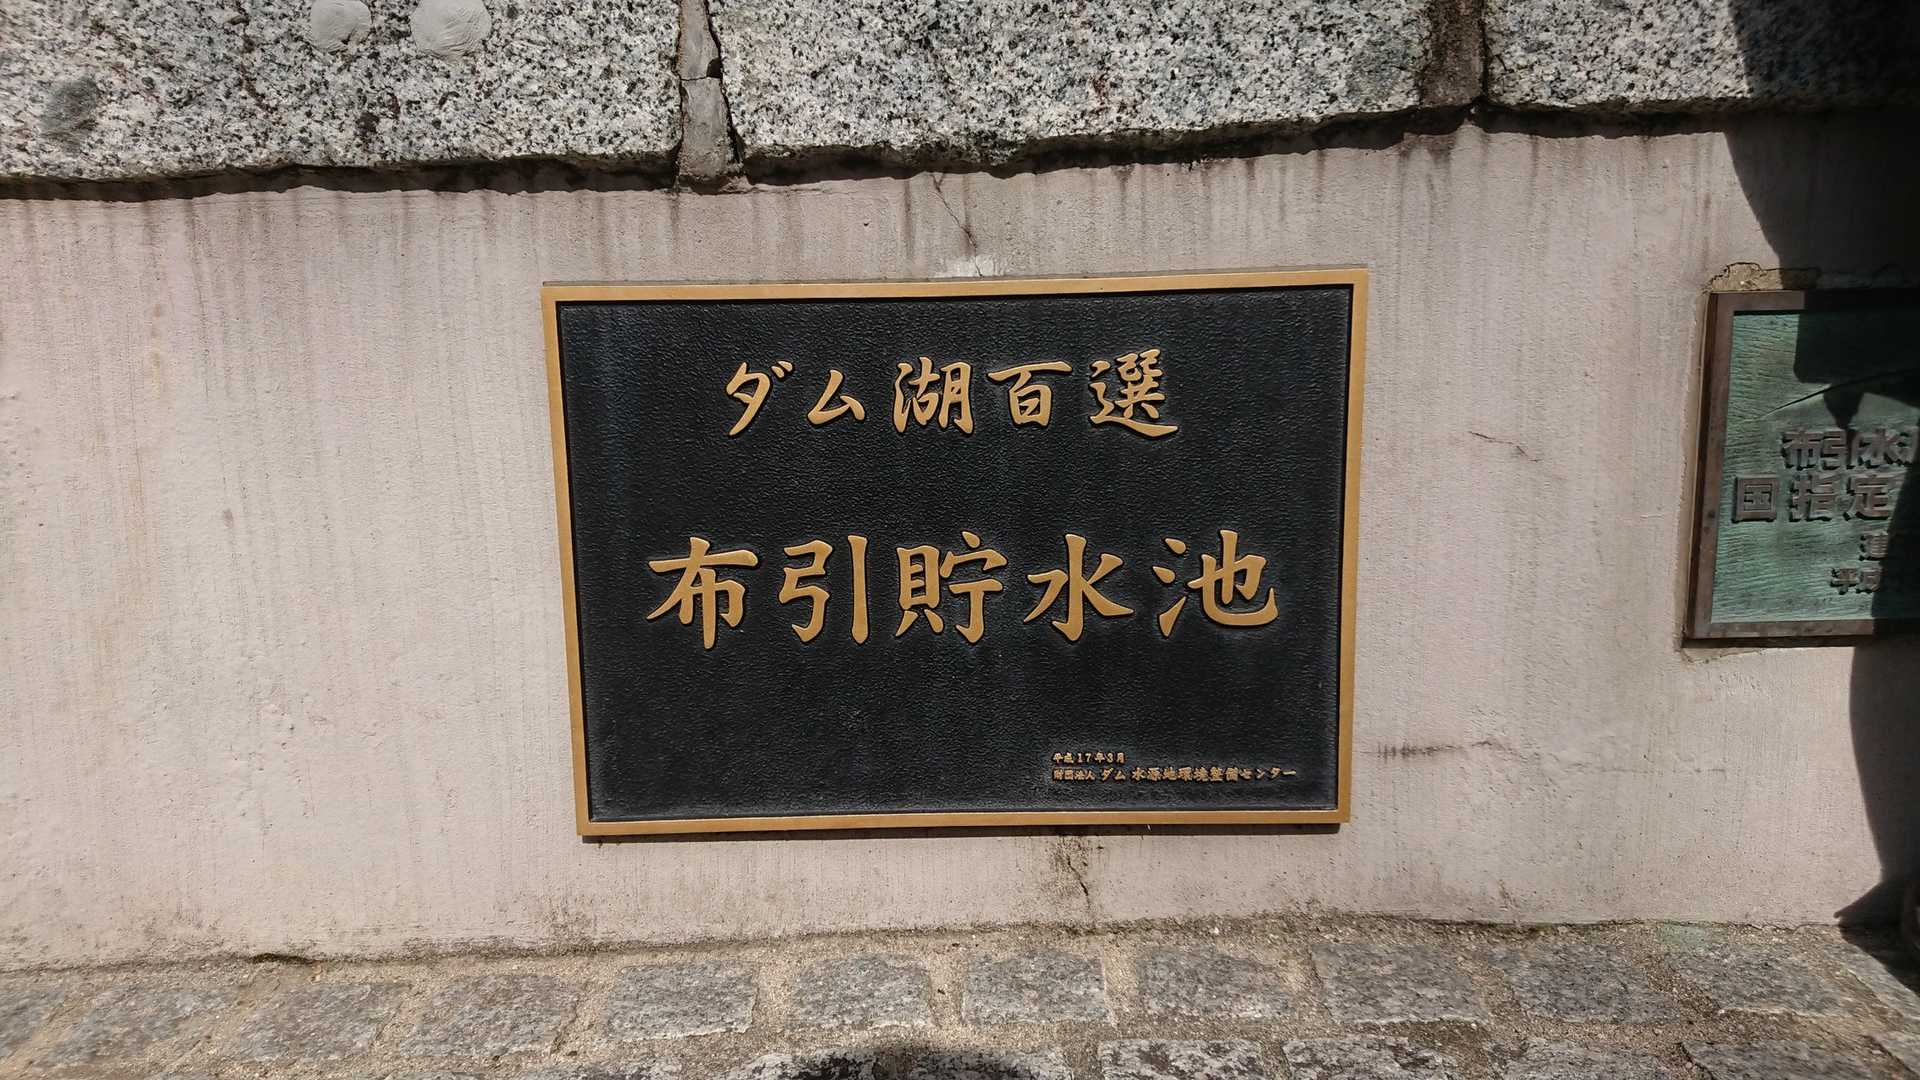 ダム湖百選
布引貯水池
平成17年3月
財団法人 ダム水源地環境整備センター
布引水
国指定
平成